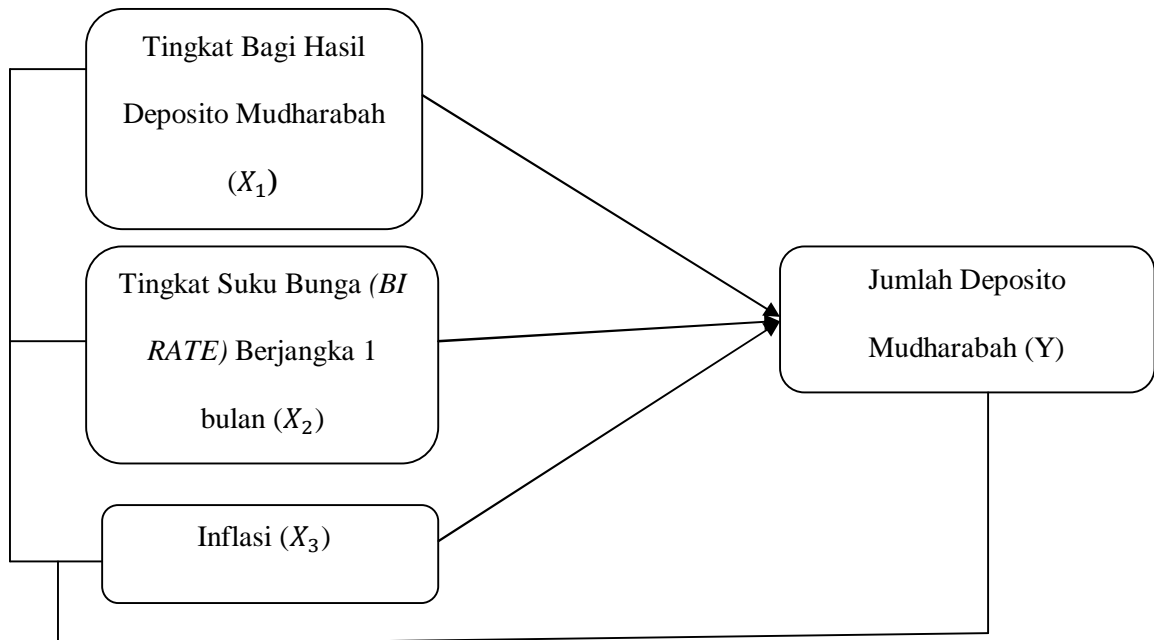 Tingkat Bagi Hasil
Deposito Mudharabah
(𝑋₁)
Tingkat Suku Bunga (BI
RATE) Berjangka 1
bulan (𝑋₂)
Inflasi (𝑋₃)
Jumlah Deposito
Mudharabah (Y)